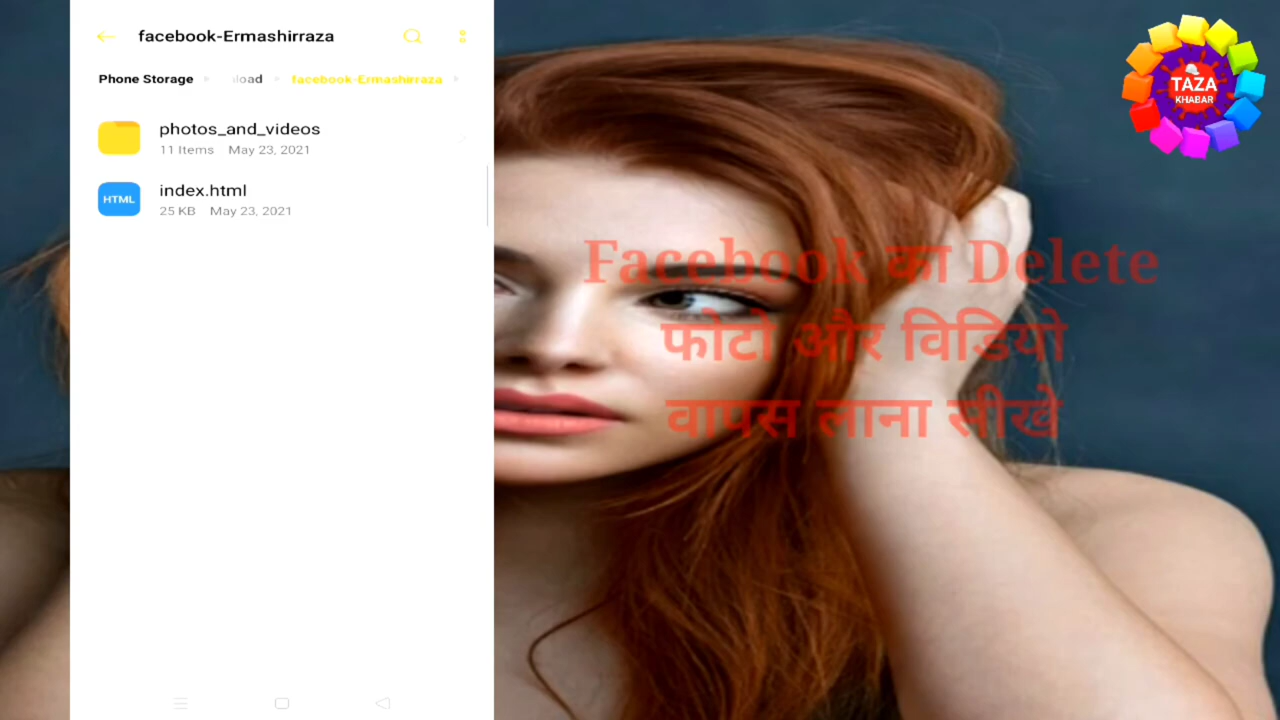 facebook-Ermashirraza
Phone Storage load facebook-Ermashirraza
photos_and_videos
11 Items May 23, 2021
HTML
index.html
25 KB May 23, 2021
TAZA
KHABAR
Facebook का Delete
फोटो और विडियो
वापस लाना सीखे